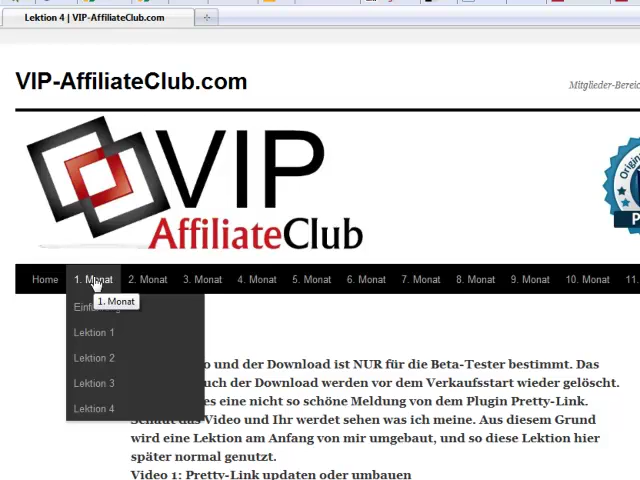 Lektion 4 | VIP-AffiliateClub.com
VIP-AffiliateClub.com
Mitglieder-Bereic
VIP
AffiliateClub
Origin
P
Home 1. Monat 2. Monat 3. Monat 4. Monat 5. Monat 6. Monat 7. Monat 8. Monat 9. Monat 10. Monat 11.
1. Monat
Lektion 1
Lektion 2
Lektion 3
Lektion 4
o und der Download ist NUR für die Beta-Tester bestimmt. Das
uch der Download werden vor dem Verkaufsstart wieder gelöscht.
es eine nicht so schöne Meldung von dem Plugin Pretty-Link.
Schaut das Video und Ihr werdet sehen was ich meine. Aus diesem Grund
wird eine Lektion am Anfang von mir umgebaut, und so diese Lektion hier
später normal genutzt.
Video 1: Pretty-Link updaten oder umbauen